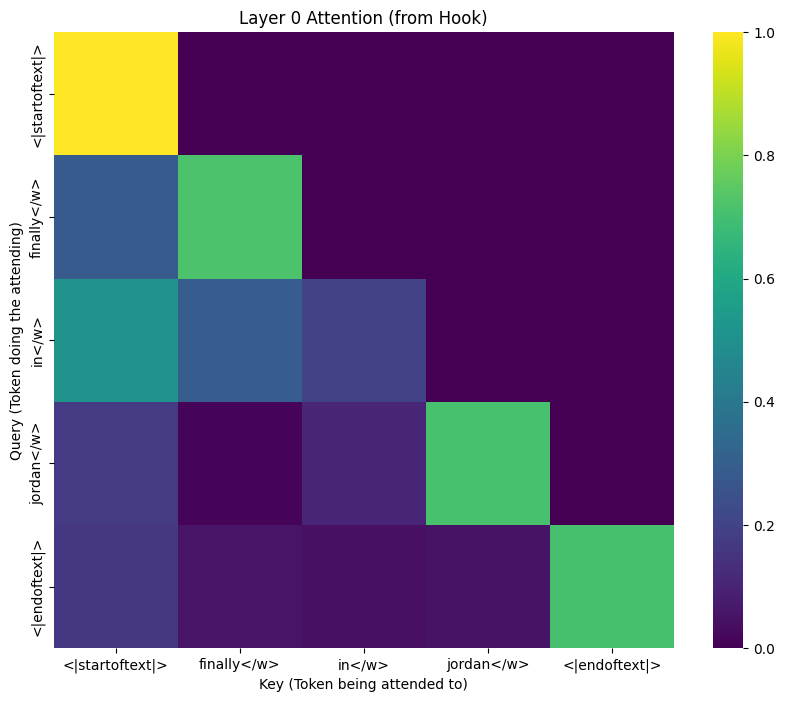 Layer 0 Attention (from Hook)
Query (Token doing the attending)
<|startoftext|>
finally</w>
in</w>
jordan</w>
<|endoftext|>
<|startoftext|> finally</w> in</w> jordan</w> <|endoftext|>
Key (Token being attended to)
1.0
0.8
0.6
0.4
0.2
0.0